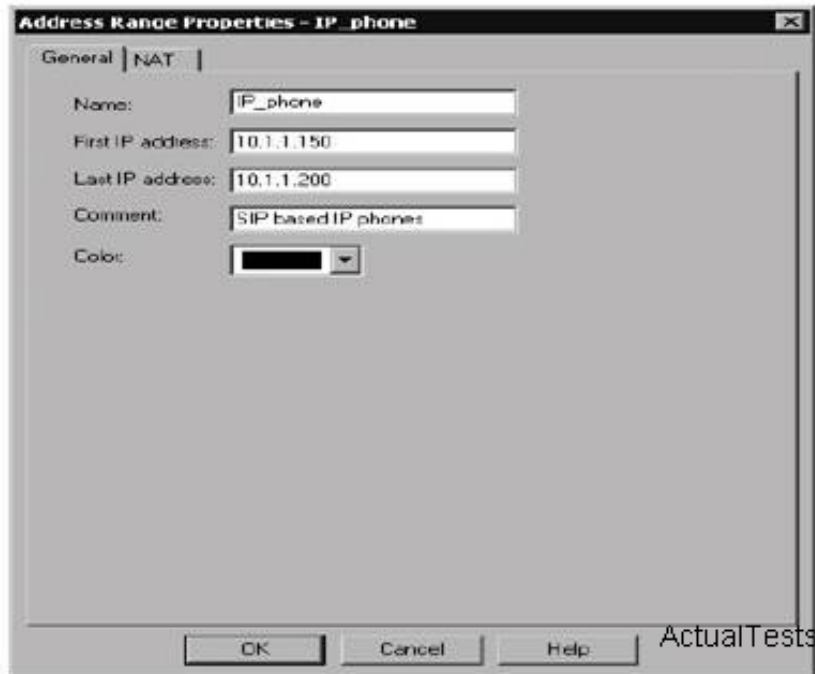 Address Range Properties - IP_phone
General NAT
Name: IP_phone
First IP address: 10.1.1.150
Last IP address: 10.1.1.200
Comment: SIP based IP phones
Color:
OK Cancel Help
ActualTests